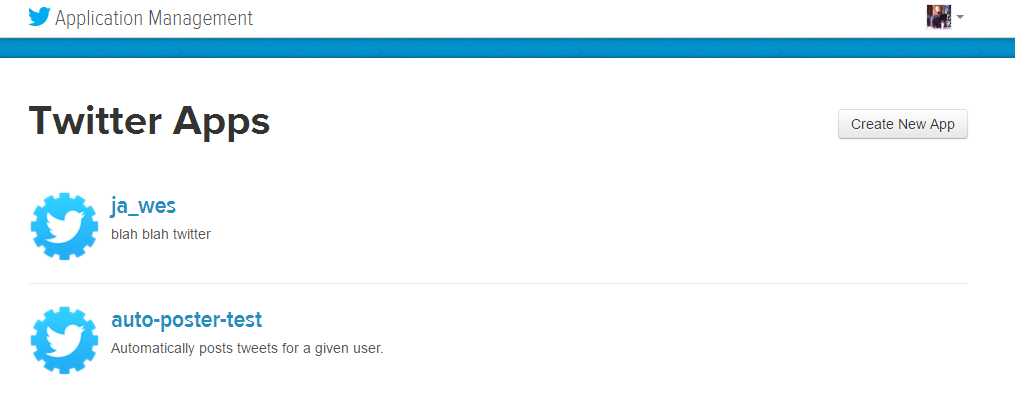 Application Management
Twitter Apps
Create New App
ja_wes
blah blah twitter
auto-poster-test
Automatically posts tweets for a given user.